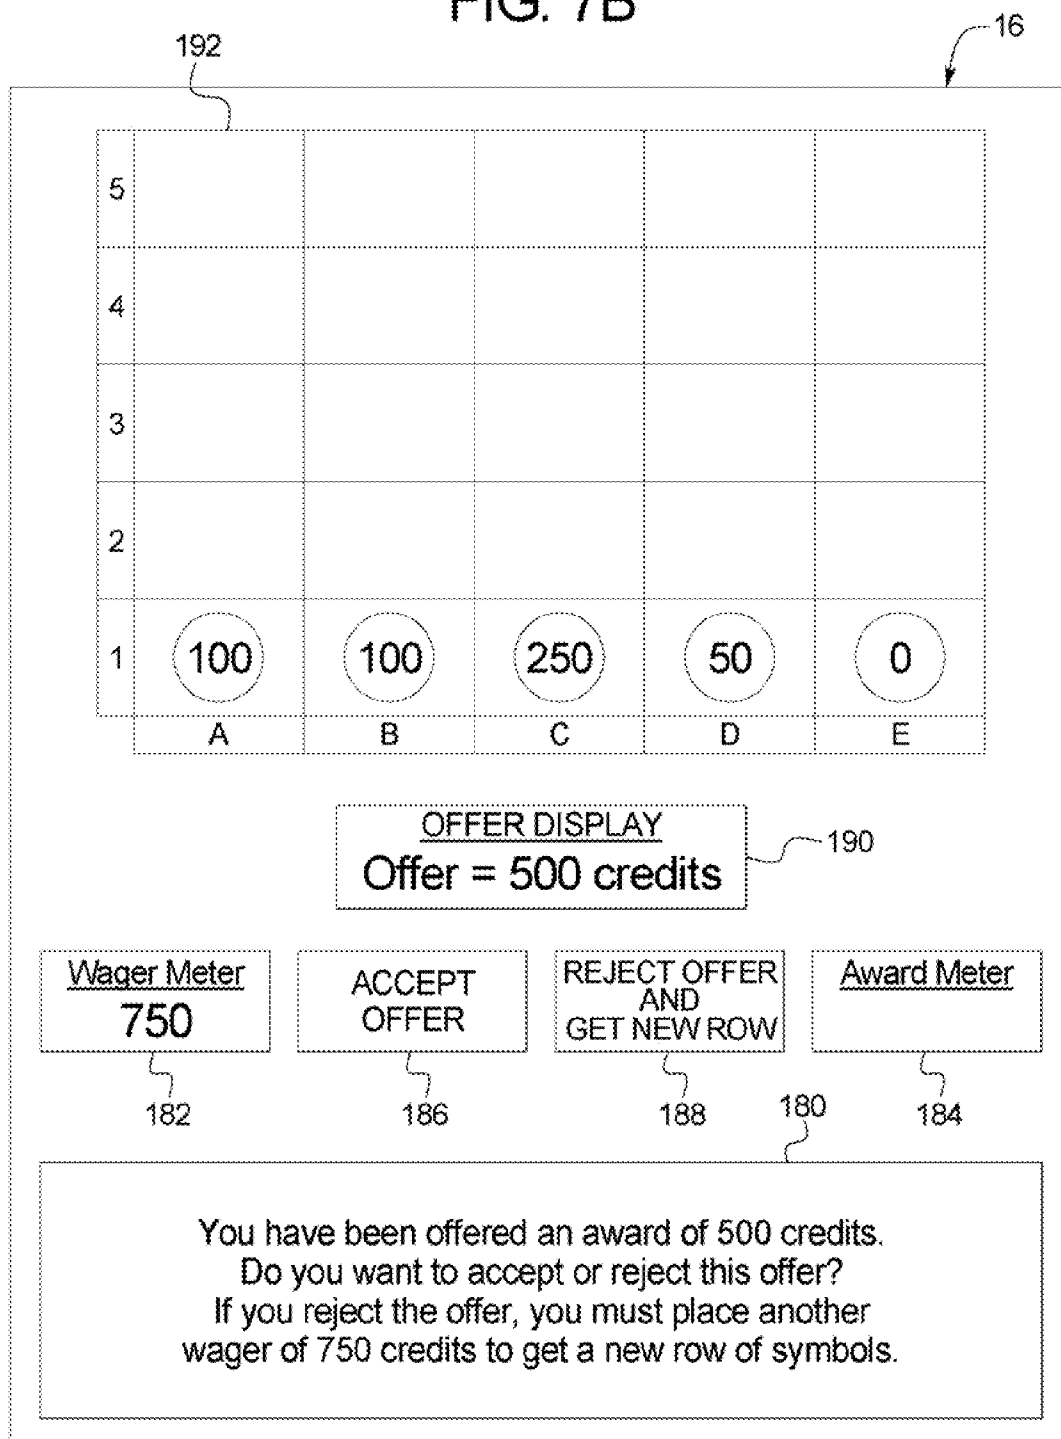 FIG. 7B
16
192
5
4
3
2
1 100 100 250 50 0
A B C D E
OFFER DISPLAY
Offer = 500 credits
190
Wager Meter
750
ACCEPT
OFFER
REJECT OFFER
AND
GET NEW ROW
Award Meter
182
186
188
180
184
You have been offered an award of 500 credits.
Do you want to accept or reject this offer?
If you reject the offer, you must place another
wager of 750 credits to get a new row of symbols.